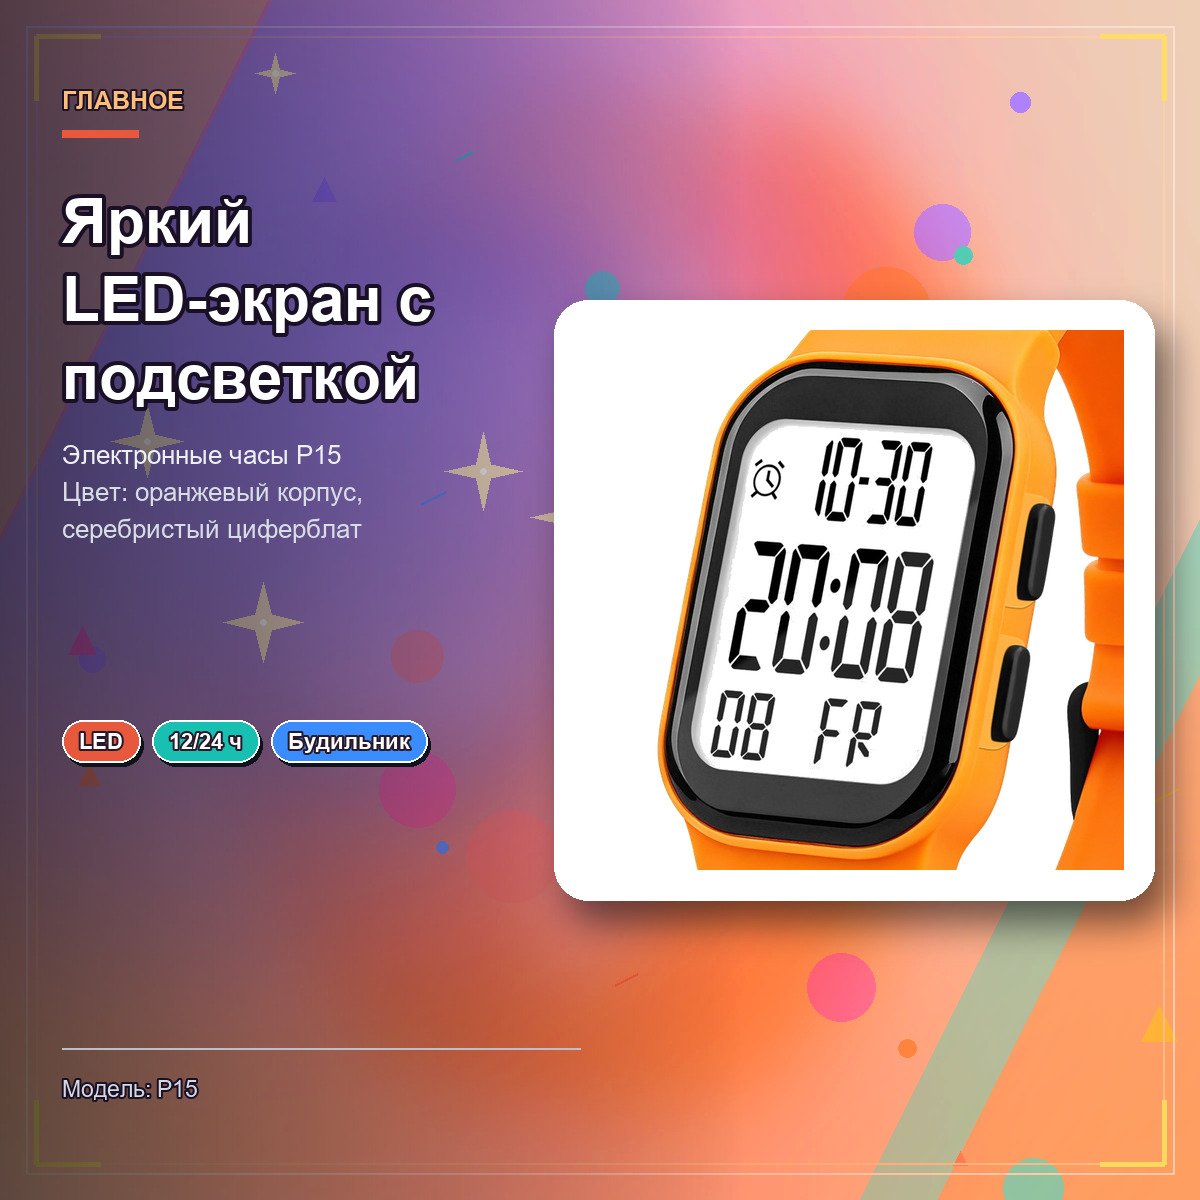 ГЛАВНОЕ
Яркий
LED-экран с
подсветкой
Электронные часы P15
Цвет: оранжевый корпус,
серебристый циферблат
LED
12/24 ч
Будильник
10-30
20:08
08 FR
Модель: P15